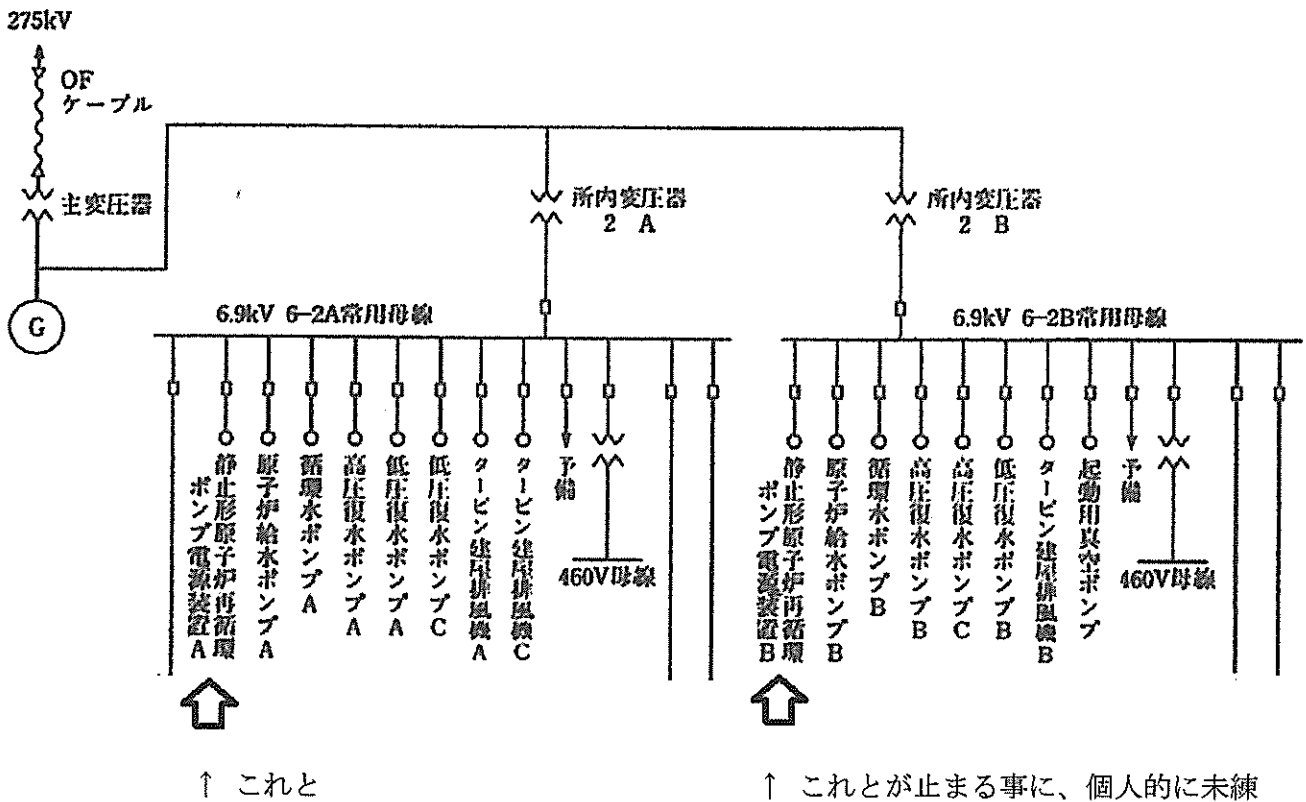 275kV
OF
ケーブル
主変圧器
所内変圧器
2 A
所内変圧器
2 B
G
6.9kV 6-2A常用母線
6.9kV 6-2B常用母線
静止形原子炉再循環
ポンプ電源装置A
原子炉給水ポンプA
循環水ポンプA
高圧復水ポンプA
低圧復水ポンプA
低圧復水ポンプC
タービン建屋排風機A
タービン建屋排風機C
予備
460V母線
静止形原子炉再循環
ポンプ電源装置B
原子炉給水ポンプB
循環水ポンプB
高圧復水ポンプB
高圧復水ポンプC
低圧復水ポンプB
タービン建屋排風機B
起動用真空ポンプ
予備
460V母線
↑ これと
↑ これとが止まる事に、個人的に未練